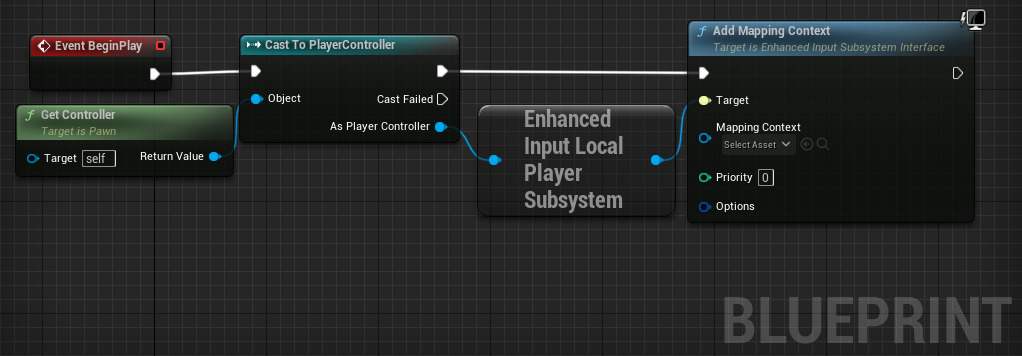 Event BeginPlay
Cast To PlayerController
f Add Mapping Context
Target is Enhanced Input Subsystem Interface
Object
Cast Failed
As Player Controller
f Get Controller
Target is Pawn
Target self
Return Value
Enhanced
Input Local
Player
Subsystem
Target
Mapping Context
Select Asset
Priority 0
Options
BLUEPRINT